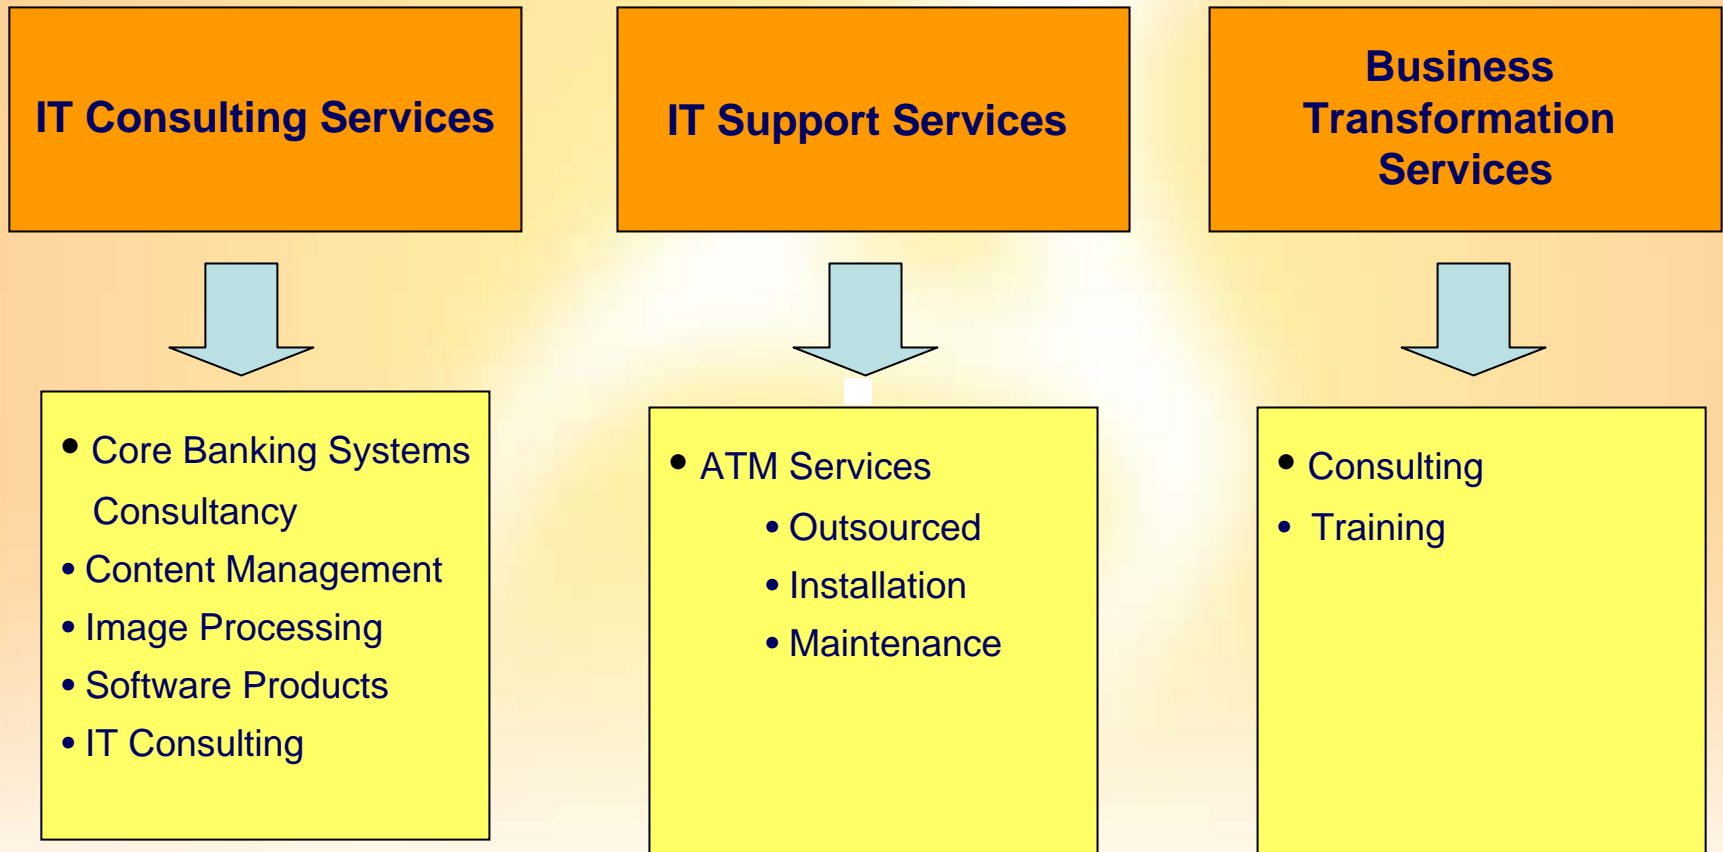 IT Consulting Services
• Core Banking Systems
Consultancy
• Content Management
• Image Processing
• Software Products
• IT Consulting
IT Support Services
• ATM Services
• Outsourced
• Installation
• Maintenance
Business
Transformation
Services
• Consulting
• Training